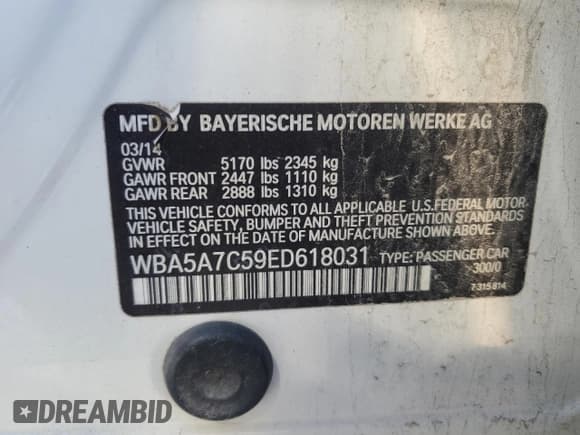 MFD BY BAYERISCHE MOTOREN WERKE AG
03/14
GVWR 5170 lbs 2345 kg
GAWR FRONT 2447 lbs 1110 kg
GAWR REAR 2888 lbs 1310 kg
THIS VEHICLE CONFORMS TO ALL APPLICABLE U.S.FEDERAL MOTOR
VEHICLE SAFETY, BUMPER AND THEFT PREVENTION STANDARDS
IN EFFECT ON THE DATE OF MANUFACTURE SHOWN ABOVE.
WBA5A7C59ED618031 TYPE: PASSENGER CAR
300/0
7 315 814
DREAMBID